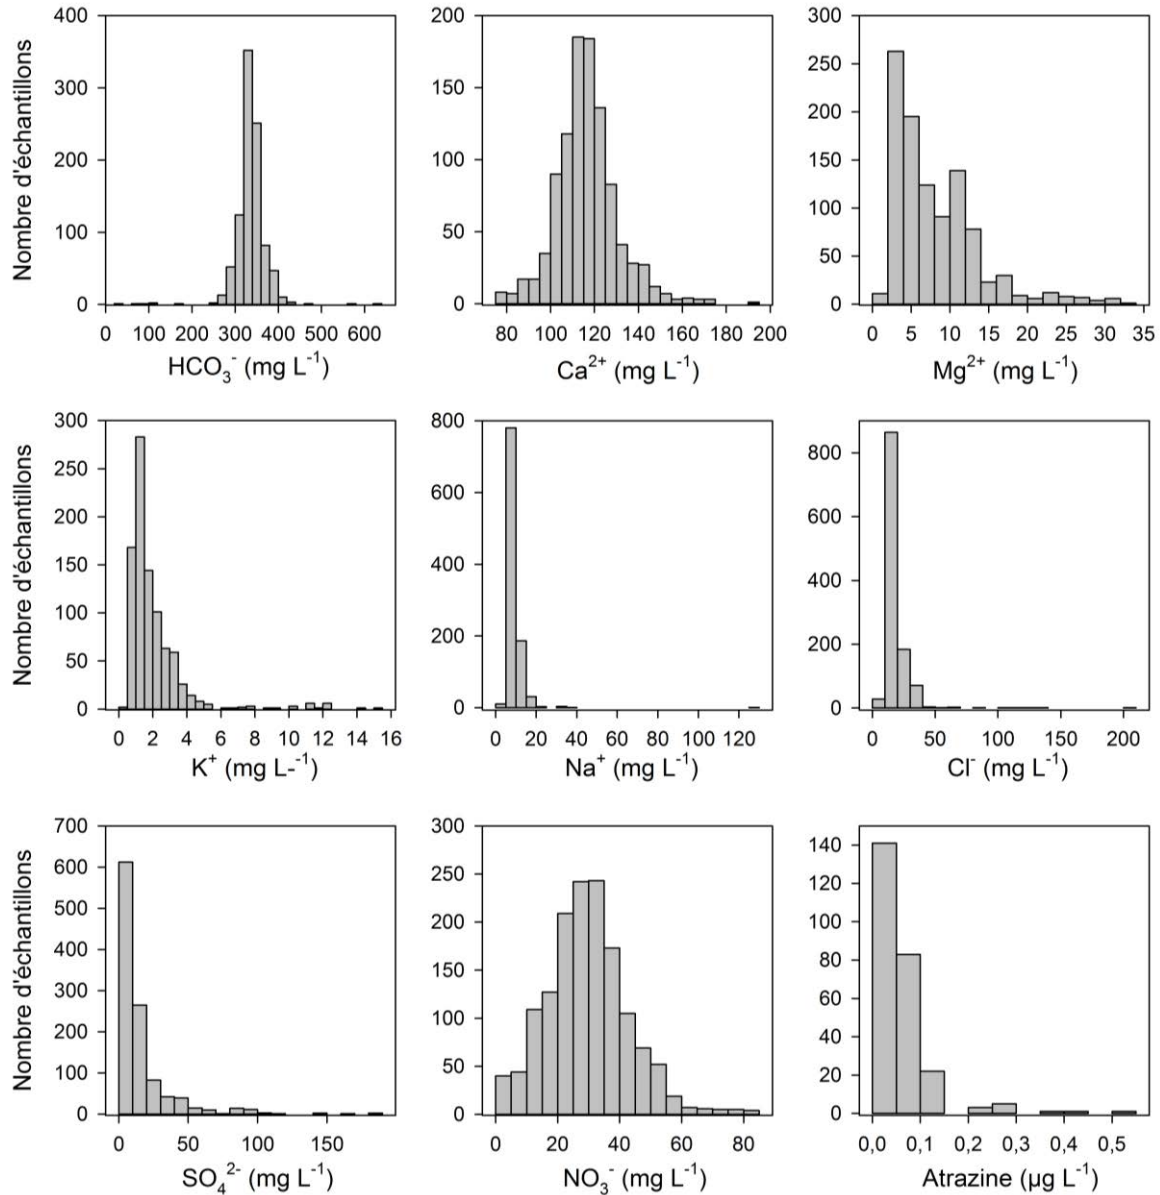 400
300
200
100
0
Nombre d'échantillons
0 100 200 300 400 500 600
HCO₃⁻ (mg L⁻¹)
200
150
100
50
0
80 100 120 140 160 180 200
Ca²⁺ (mg L⁻¹)
300
250
200
150
100
50
0
0 5 10 15 20 25 30 35
Mg²⁺ (mg L⁻¹)
300
250
200
150
100
50
0
Nombre d'échantillons
0 2 4 6 8 10 12 14 16
K⁺ (mg L-⁻¹)
800
600
400
200
0
0 20 40 60 80 100 120
Na⁺ (mg L⁻¹)
800
600
400
200
0
0 50 100 150 200
Cl⁻ (mg L⁻¹)
700
600
500
400
300
200
100
0
Nombre d'échantillons
0 50 100 150
SO₄²⁻ (mg L⁻¹)
300
250
200
150
100
50
0
0 20 40 60 80
NO₃⁻ (mg L⁻¹)
140
120
100
80
60
40
20
0
0,0 0,1 0,2 0,3 0,4 0,5
Atrazine (µg L⁻¹)